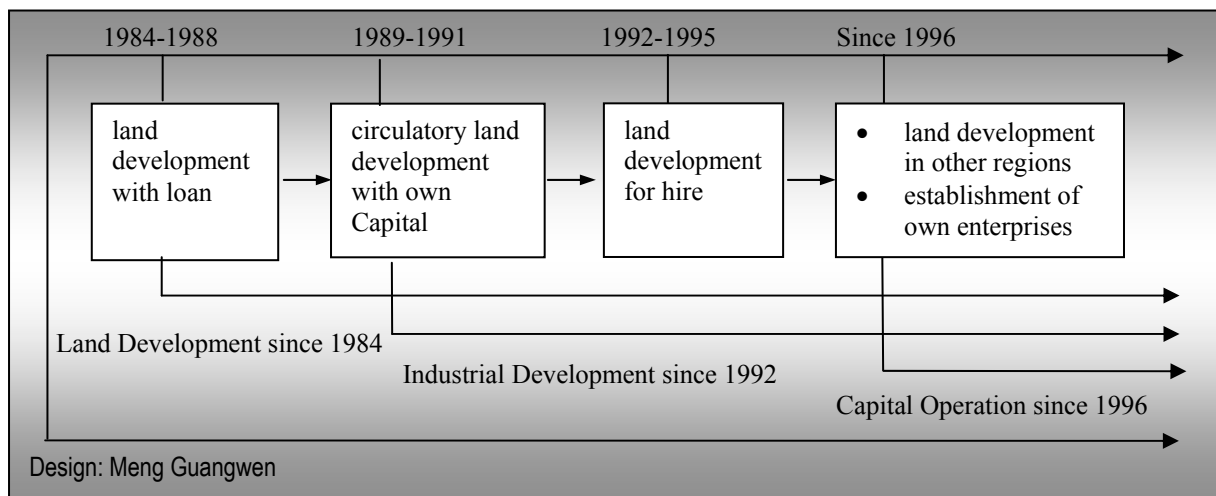 1984-1988
1989-1991
1992-1995
Since 1996
land
development
with loan
circulatory land
development
with own
Capital
land
development
for hire
• land development
in other regions
• establishment of
own enterprises
Land Development since 1984
Industrial Development since 1992
Capital Operation since 1996
Design: Meng Guangwen